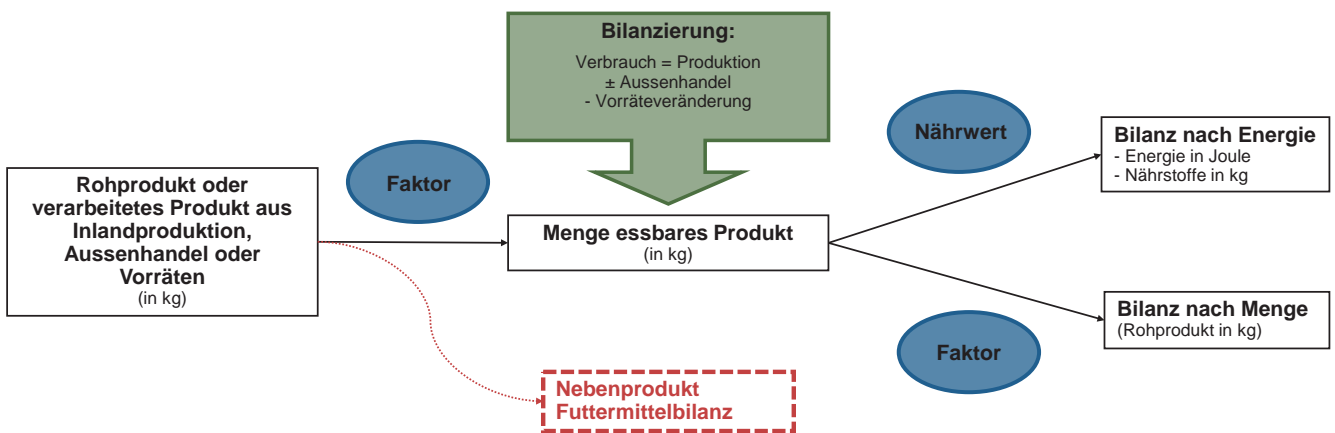 Bilanzierung:
Verbrauch = Produktion
± Aussenhandel
- Vorräteveränderung
Rohprodukt oder
verarbeitetes Produkt aus
Inlandproduktion,
Aussenhandel oder
Vorräten
(in kg)
Faktor
Menge essbares Produkt
(in kg)
Nährwert
Bilanz nach Energie
- Energie in Joule
- Nährstoffe in kg
Faktor
Bilanz nach Menge
(Rohprodukt in kg)
Nebenprodukt
Futtermittelbilanz